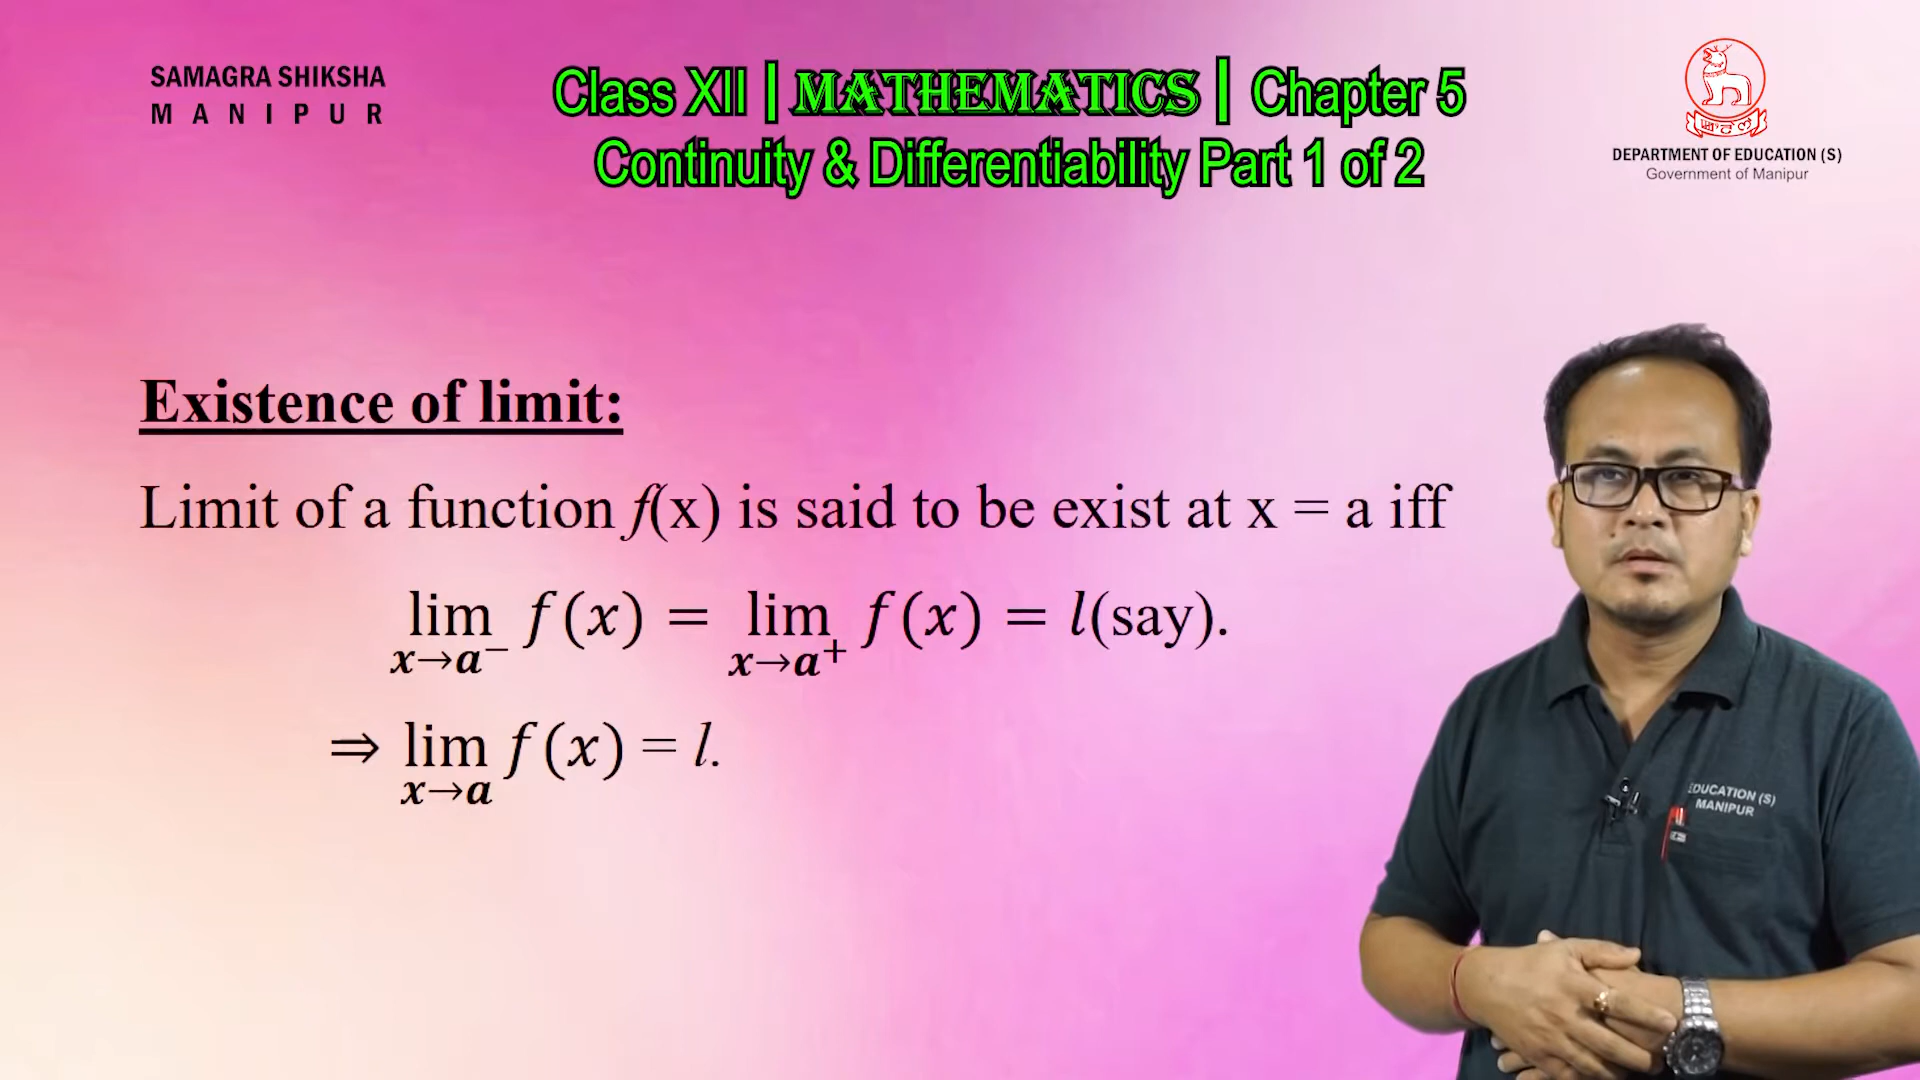 SAMAGRA SHIKSHA
MANIPUR
Class XII | MATHEMATICS | Chapter 5
Continuity & Differentiability Part 1 of 2
DEPARTMENT OF EDUCATION (S)
Government of Manipur
Existence of limit:
Limit of a function f(x) is said to be exist at x = a iff
lim x→a⁻ f(x) = lim x→a⁺ f(x) = l(say).
⇒ lim x→a f(x) = l.
EDUCATION (S)
MANIPUR